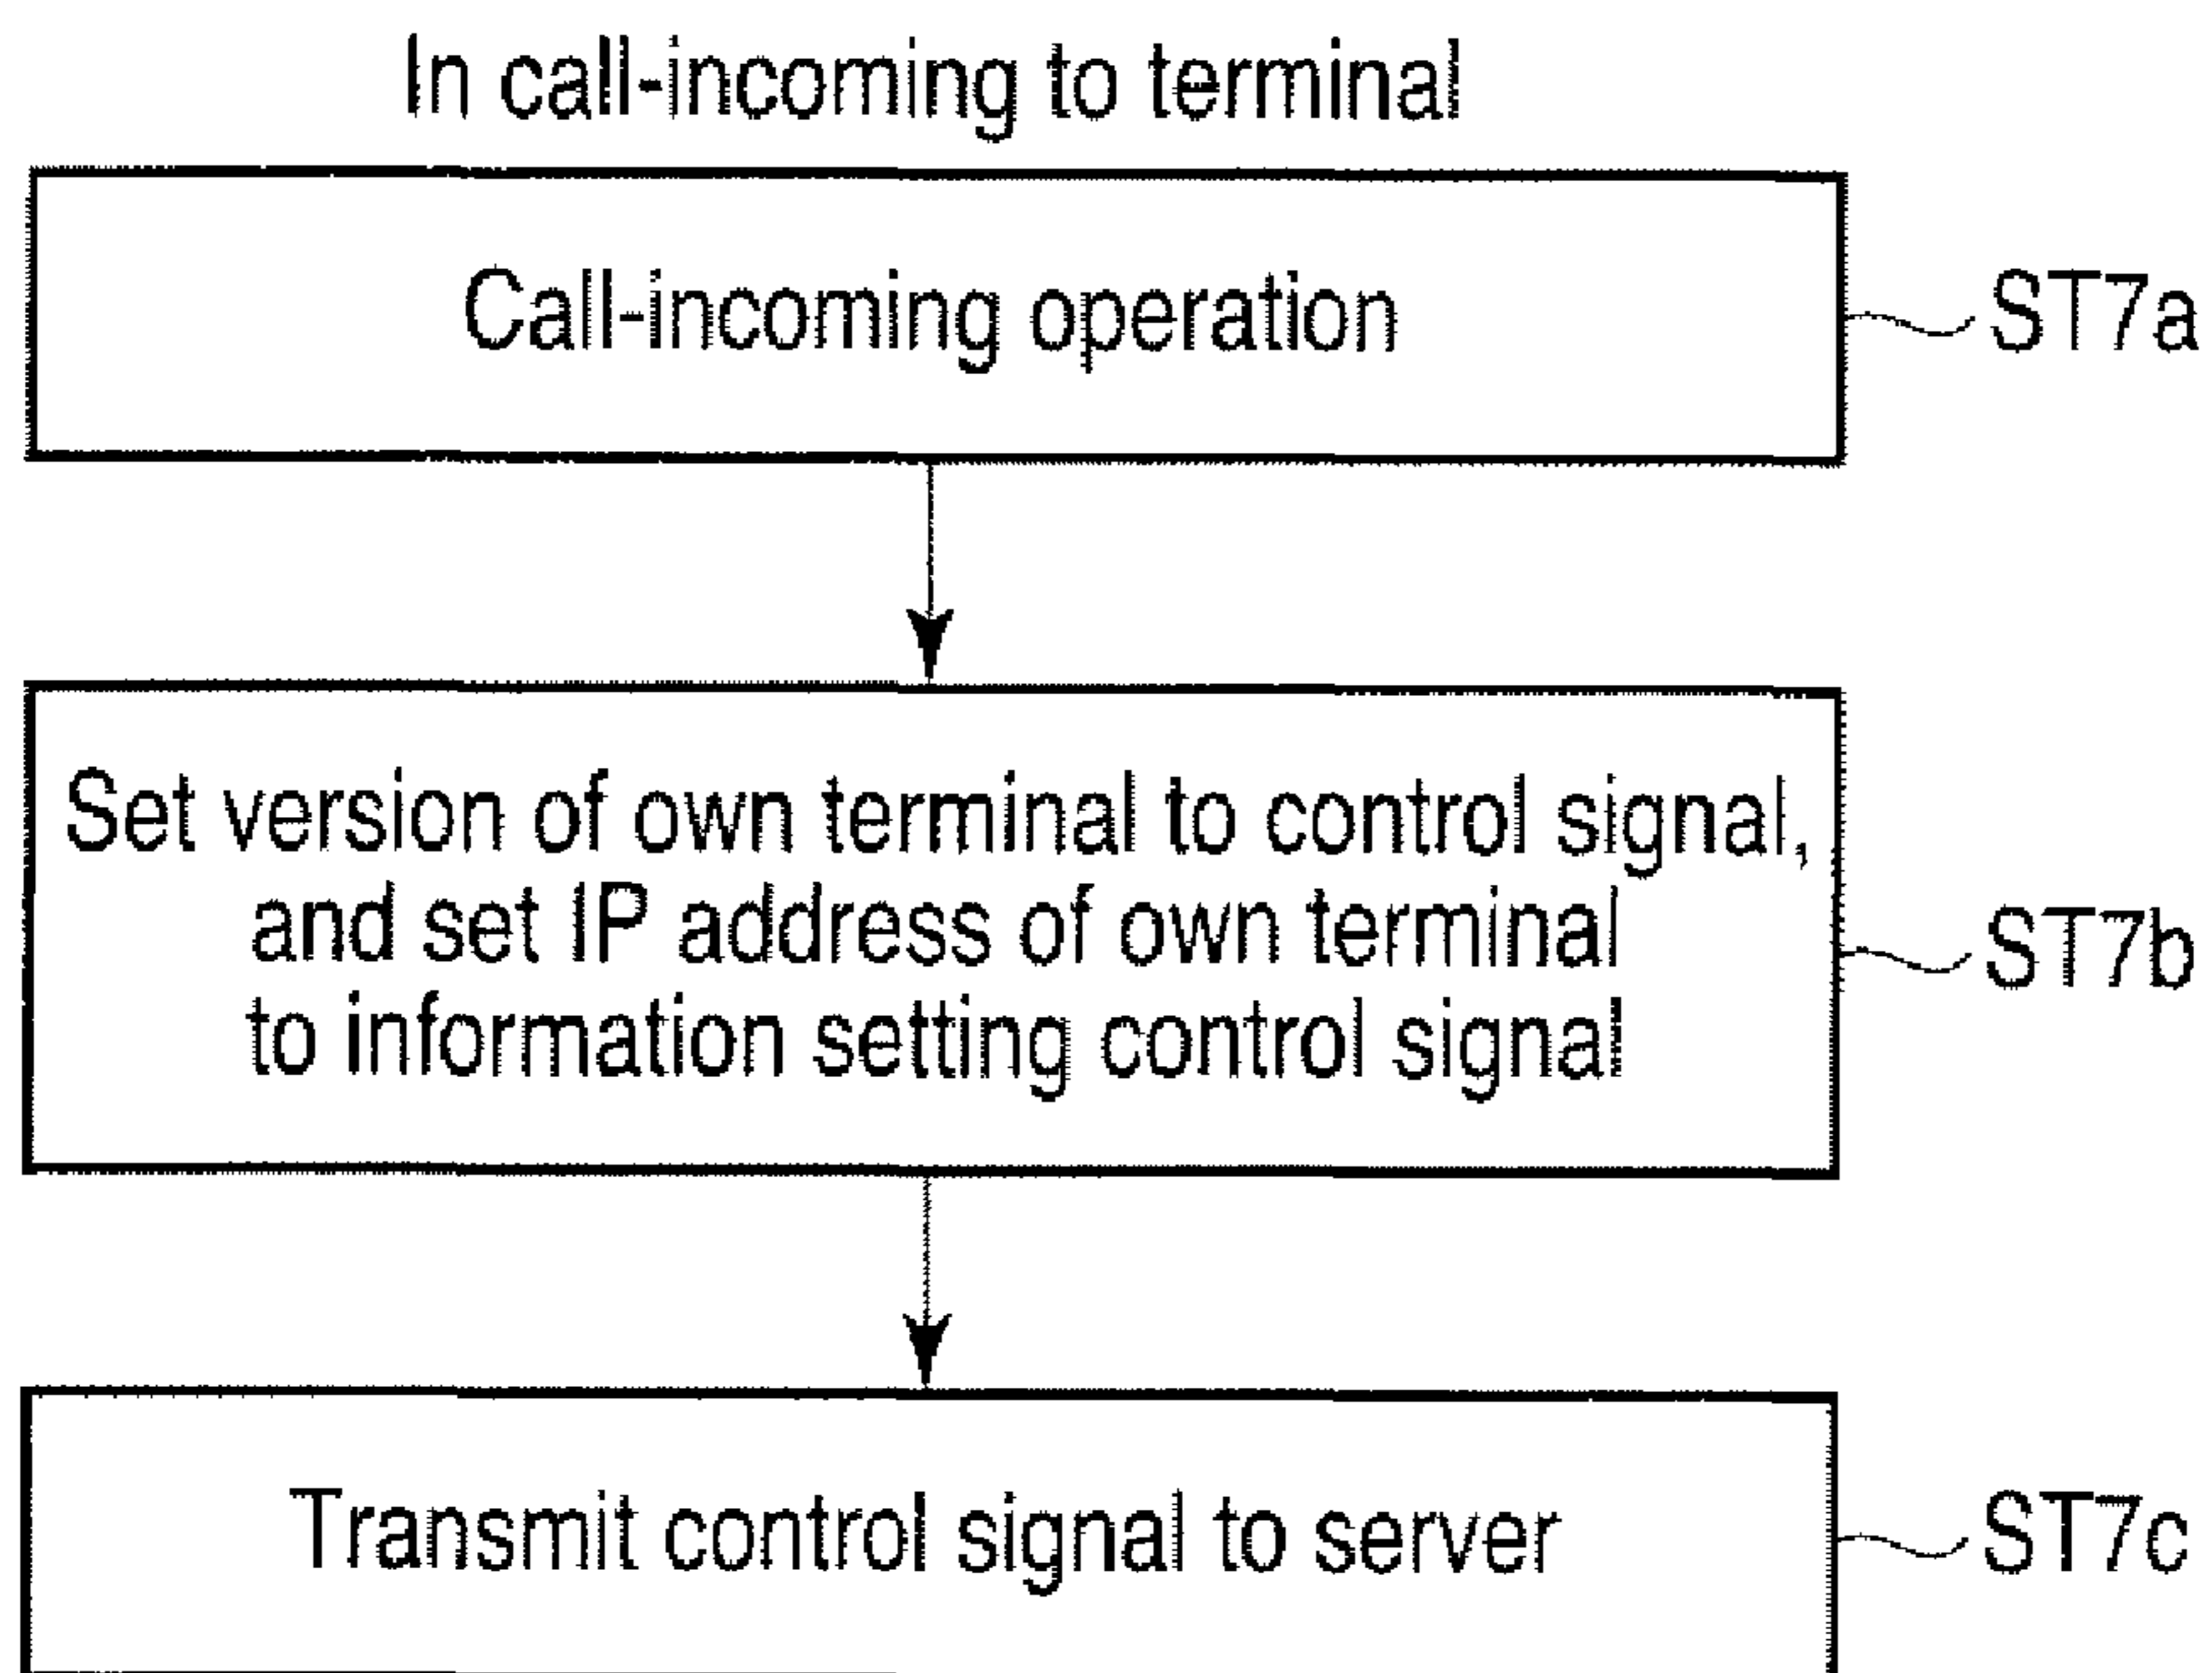 In call-incoming to terminal
Call-incoming operation
ST7a
Set version of own terminal to control signal,
and set IP address of own terminal
to information setting control signal
ST7b
Transmit control signal to server
ST7c